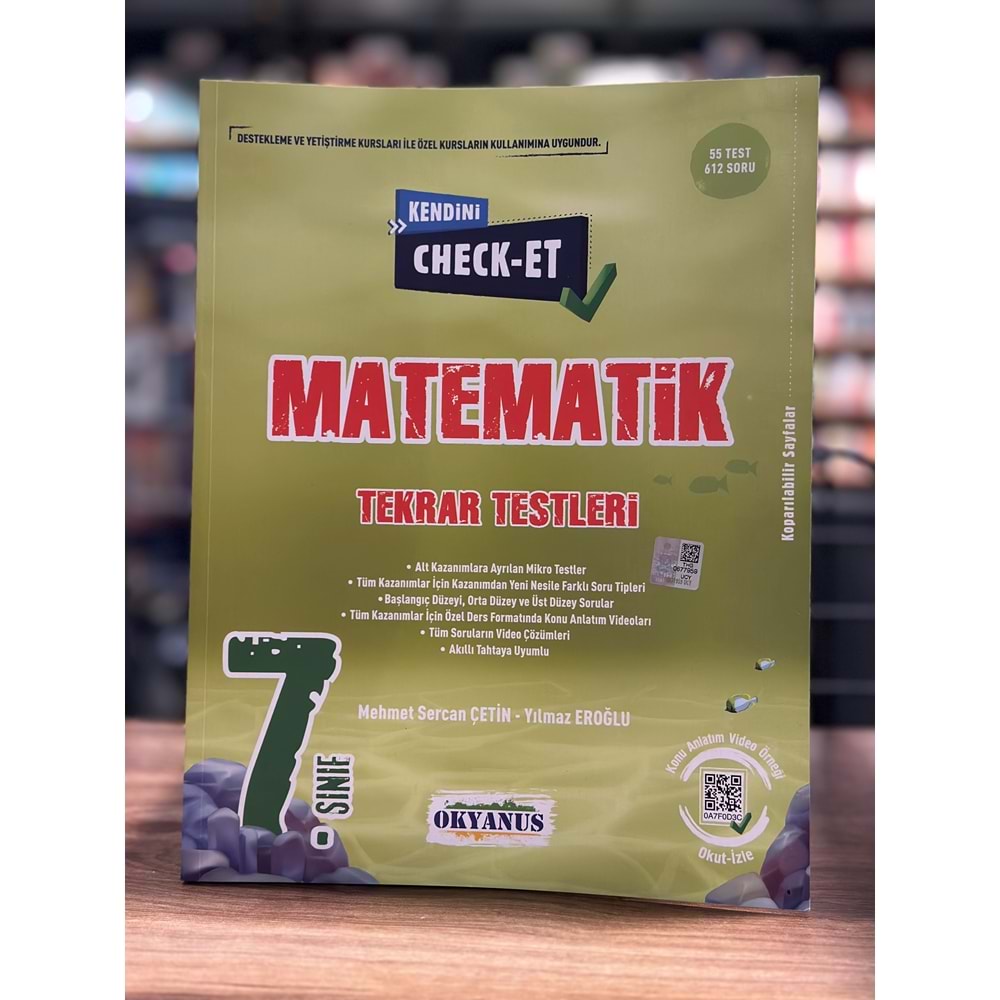 DESTEKLEME VE YETİŞTİRME KURSLARI İLE ÖZEL KURSLARIN KULLANIMINA UYGUNDUR.
55 TEST
612 SORU
KENDİNİ
CHECK-ET
MATEMATİK
TEKRAR TESTLERİ
Koparılabilir Sayfalar
THG
0677959
UCY
• Alt Kazanımlara Ayrılan Mikro Testler
• Tüm Kazanımlar İçin Kazanımdan Yeni Nesile Farklı Soru Tipleri
• Başlangıç Düzeyi, Orta Düzey ve Üst Düzey Sorular
• Tüm Kazanımlar İçin Özel Ders Formatında Konu Anlatım Videoları
• Tüm Soruların Video Çözümleri
• Akıllı Tahtaya Uyumlu
Mehmet Sercan ÇETİN - Yılmaz EROĞLU
7. SINIF
OKYANUS
Konu Anlatım Video Örneği
0A7F0D3C
Okut-İzle